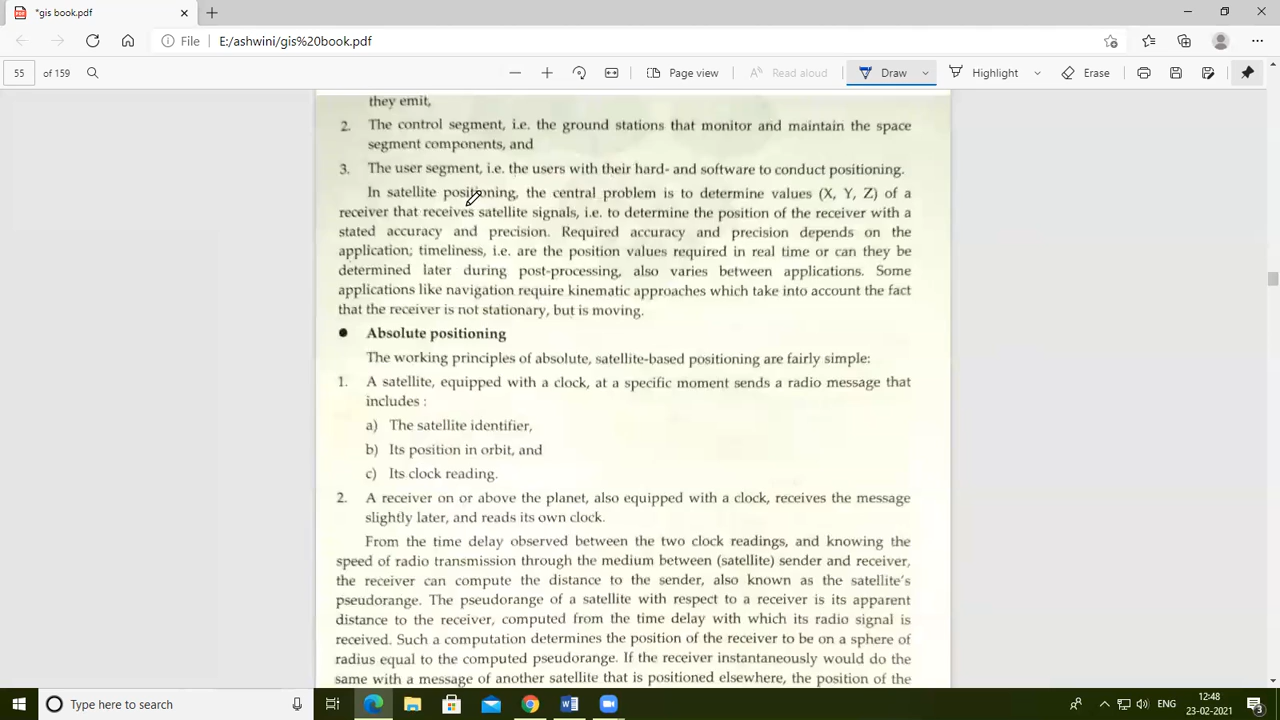 *gis book.pdf
File E:/ashwini/gis%20book.pdf
55 of 159 Page view Read aloud Draw Highlight Erase
they emit,
2. The control segment, i.e. the ground stations that monitor and maintain the space
segment components, and
3. The user segment, i.e. the users with their hard- and software to conduct positioning.
In satellite positioning, the central problem is to determine values (X, Y, Z) of a
receiver that receives satellite signals, i.e. to determine the position of the receiver with a
stated accuracy and precision. Required accuracy and precision depends on the
application; timeliness, i.e. are the position values required in real time or can they be
determined later during post-processing, also varies between applications. Some
applications like navigation require kinematic approaches which take into account the fact
that the receiver is not stationary, but is moving.
● Absolute positioning
The working principles of absolute, satellite-based positioning are fairly simple:
1. A satellite, equipped with a clock, at a specific moment sends a radio message that
includes :
a) The satellite identifier,
b) Its position in orbit, and
c) Its clock reading.
2. A receiver on or above the planet, also equipped with a clock, receives the message
slightly later, and reads its own clock.
From the time delay observed between the two clock readings, and knowing the
speed of radio transmission through the medium between (satellite) sender and receiver,
the receiver can compute the distance to the sender, also known as the satellite's
pseudorange. The pseudorange of a satellite with respect to a receiver is its apparent
distance to the receiver, computed from the time delay with which its radio signal is
received. Such a computation determines the position of the receiver to be on a sphere of
radius equal to the computed pseudorange. If the receiver instantaneously would do the
same with a message of another satellite that is positioned elsewhere, the position of the
Type here to search
ENG
12:48
23-02-2021
3